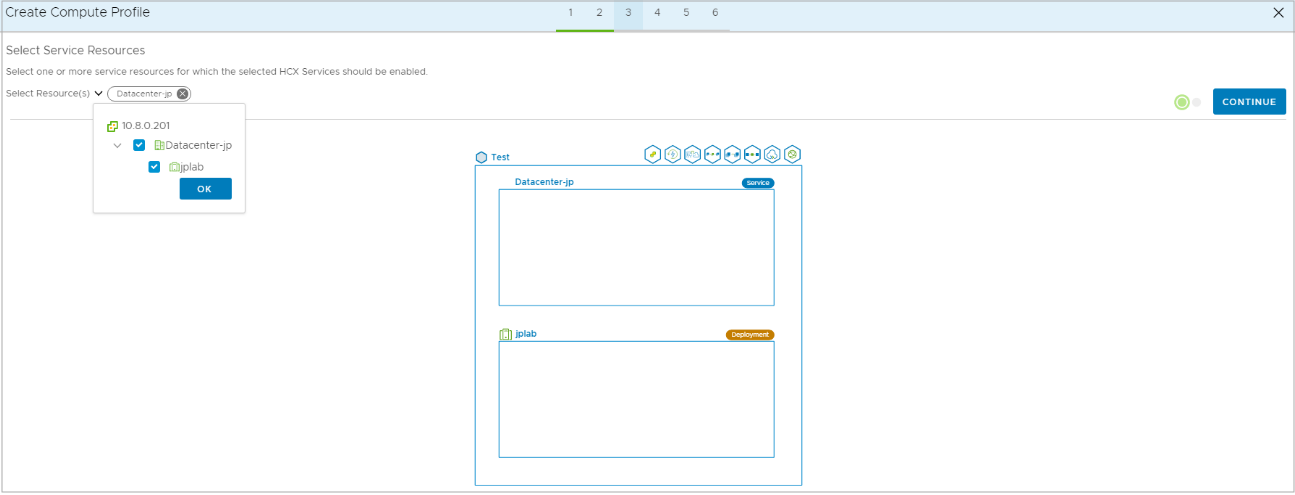 Create Compute Profile
1 2 3 4 5 6
Select Service Resources
Select one or more service resources for which the selected HCX Services should be enabled.
Select Resource(s) Datacenter-jp
CONTINUE
10.8.0.201
Datacenter-jp
jplab
OK
Test
Datacenter-jp Service
jplab Deployment